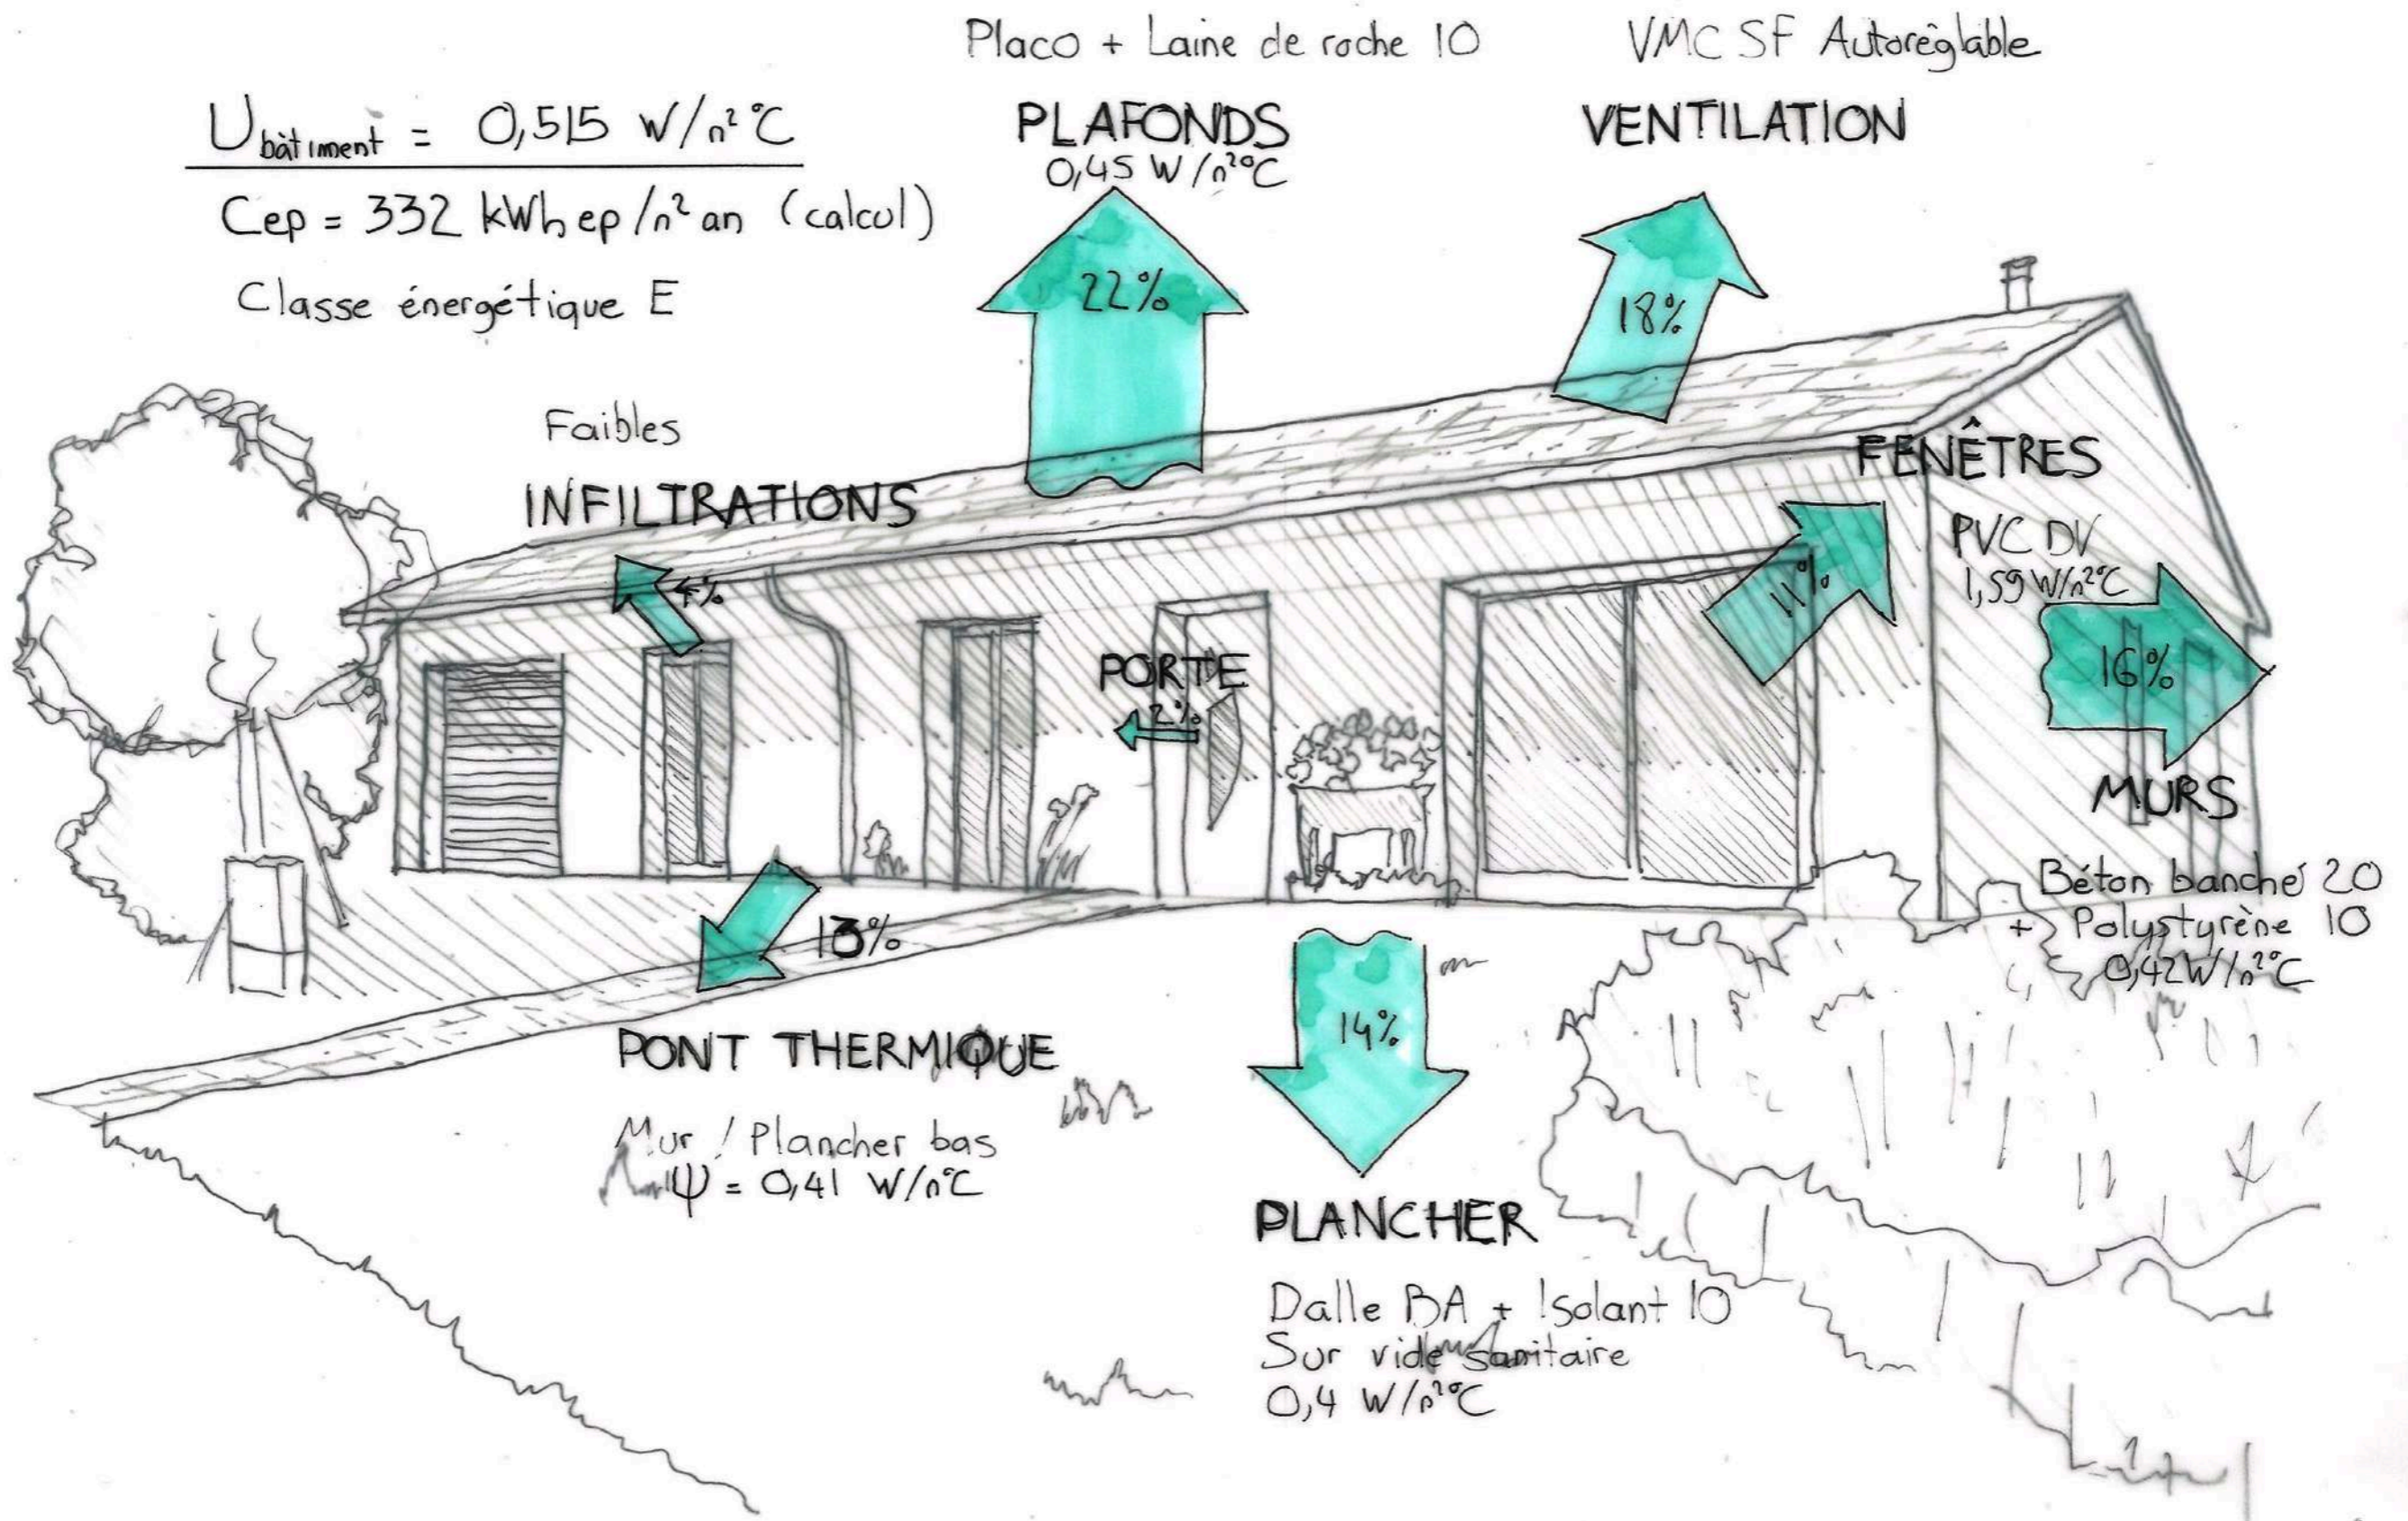 Placo + Laine de roche 10
VMC SF Autoréglable
U bâtiment = 0,515 W/m²°C
PLAFONDS
0,45 W/m²°C
VENTILATION
Cep = 332 kWh ep/m² an (calcul)
Classe énergétique E
22%
18%
Faibles
INFILTRATIONS
4%
FENÊTRES
PVC DV
1,59 W/m²°C
11%
PORTE
2%
16%
MURS
Béton banché 20
+ Polystyrène 10
0,42 W/m²°C
13%
PONT THERMIQUE
Mur / Plancher bas
Ψ = 0,41 W/m°C
14%
PLANCHER
Dalle BA + Isolant 10
Sur vide sanitaire
0,4 W/m²°C